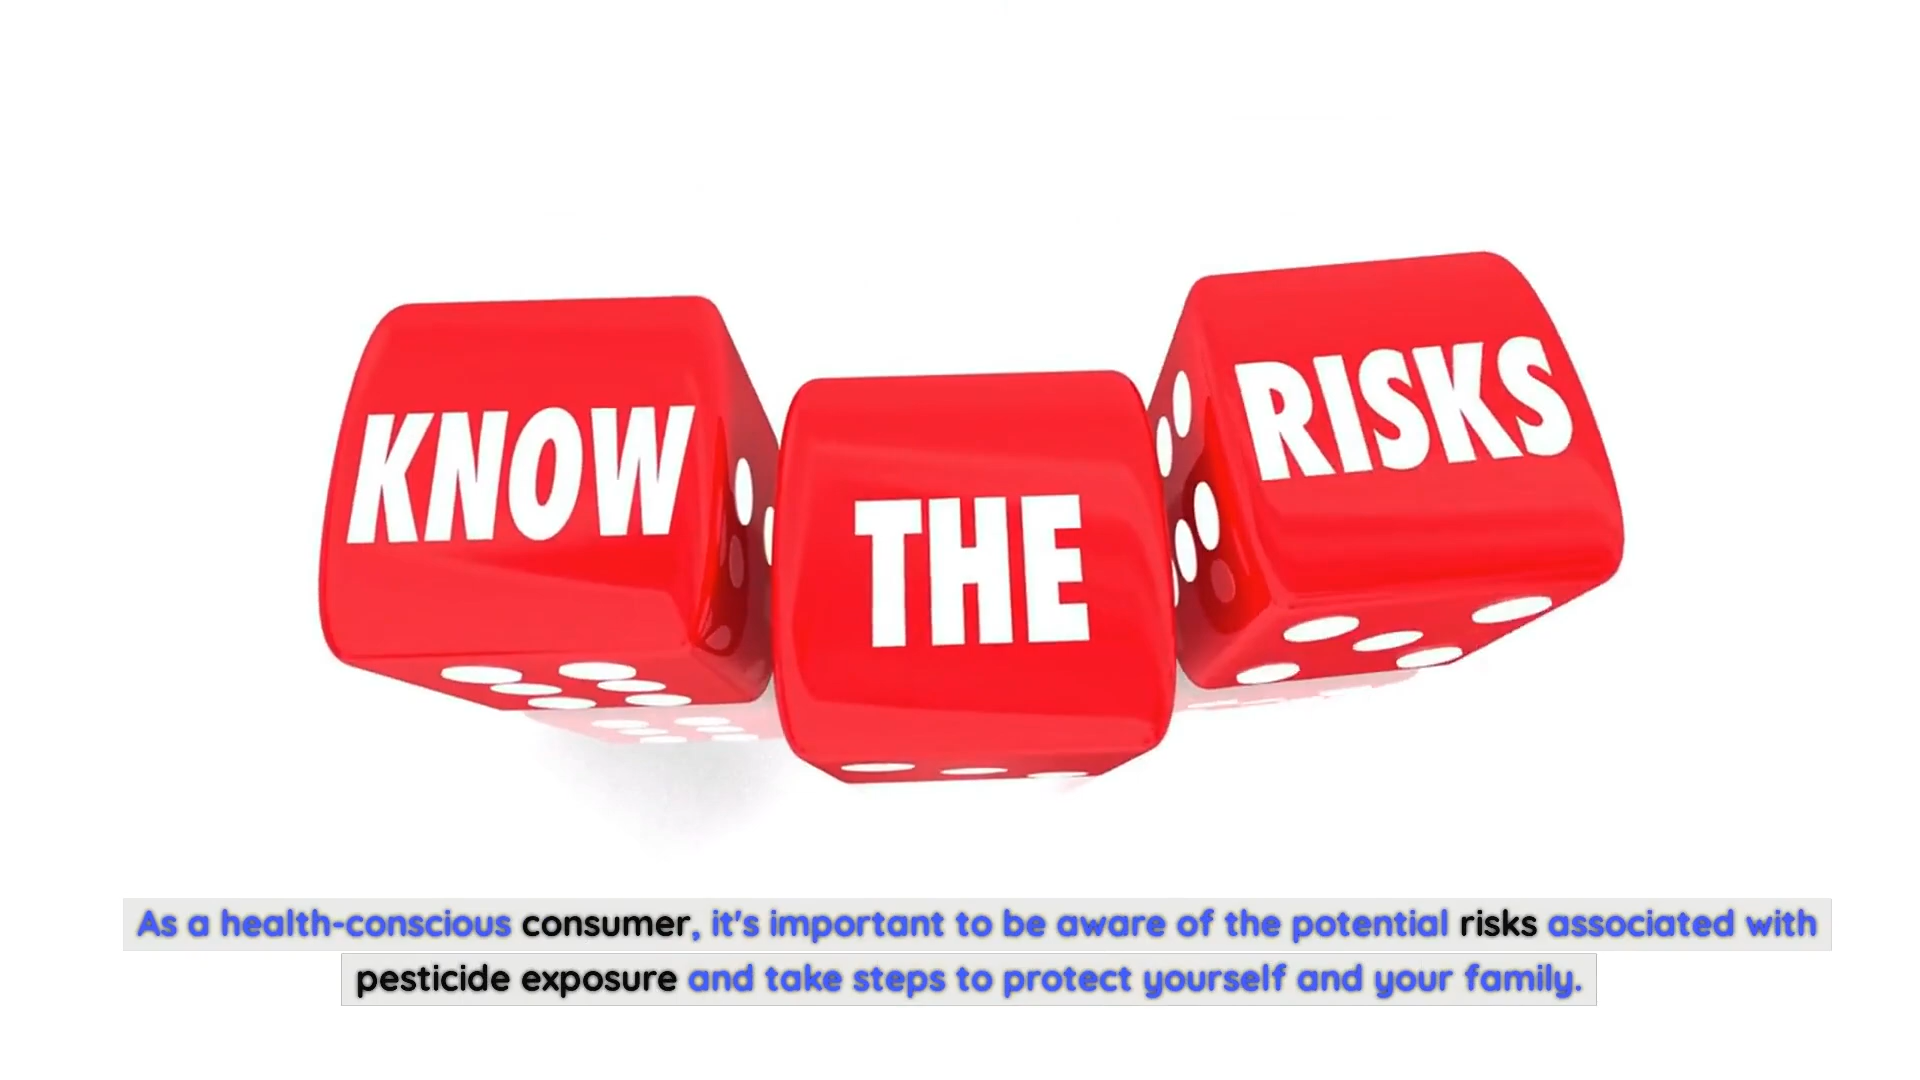 KNOW THE RISKS
As a health-conscious consumer, it's important to be aware of the potential risks associated with
pesticide exposure and take steps to protect yourself and your family.